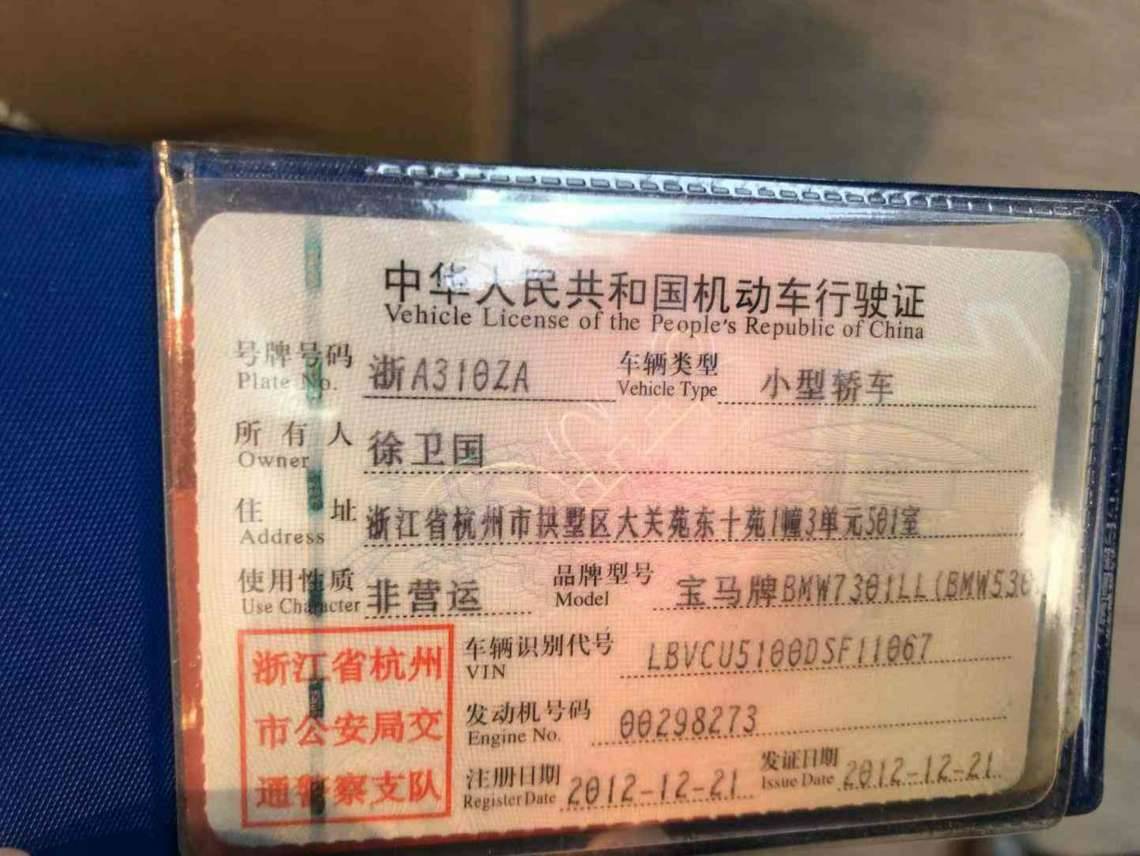 中华人民共和国机动车行驶证
Vehicle License of the People's Republic of China
号牌号码 浙A310ZA 车辆类型 小型轿车
Plate No. Vehicle Type
所有人 徐卫国
Owner
住址 浙江省杭州市拱墅区大关苑东十苑1幢3单元501室
Address
使用性质 非营运 品牌型号 宝马牌BMW7301LL(BMW530
Use Character Model
浙江省杭州
市公安局交
通警察支队
车辆识别代号 LBVCU5100DSF11067
VIN
发动机号码 00298273
Engine No.
注册日期 2012-12-21 发证日期 2012-12-21
Register Date Issue Date